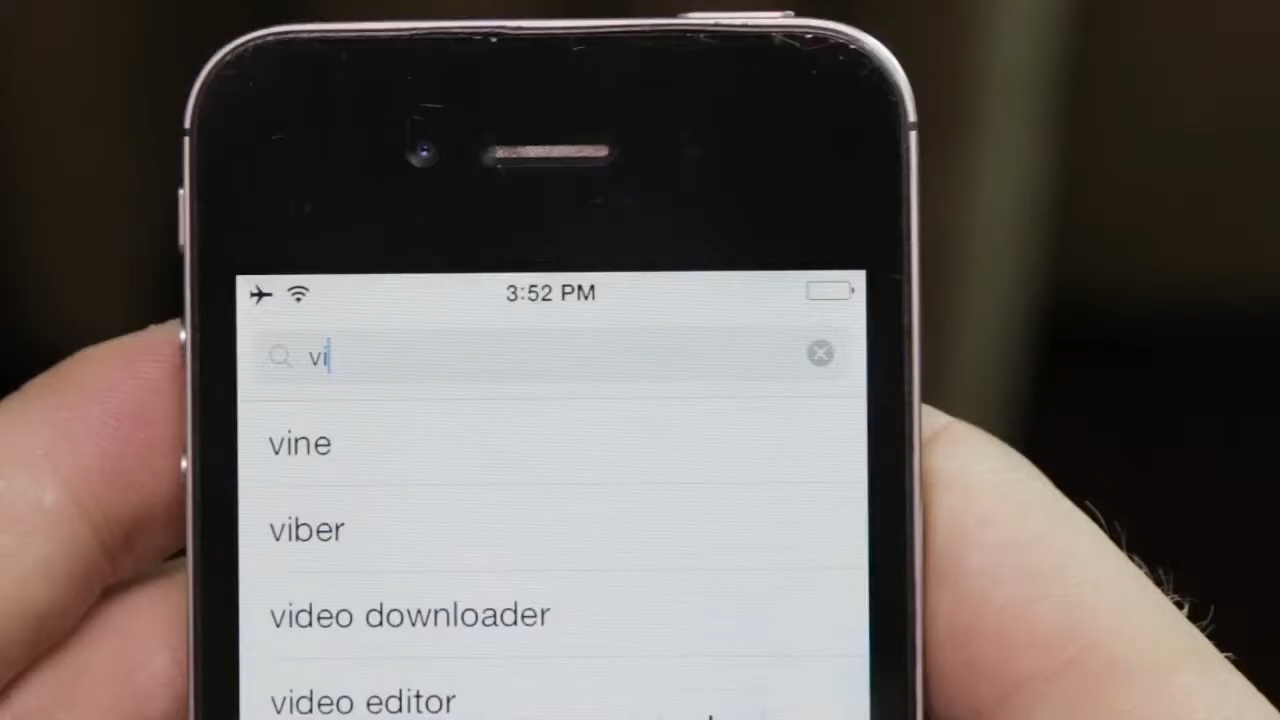 3:52 PM
vi
vine
viber
video downloader
video editor